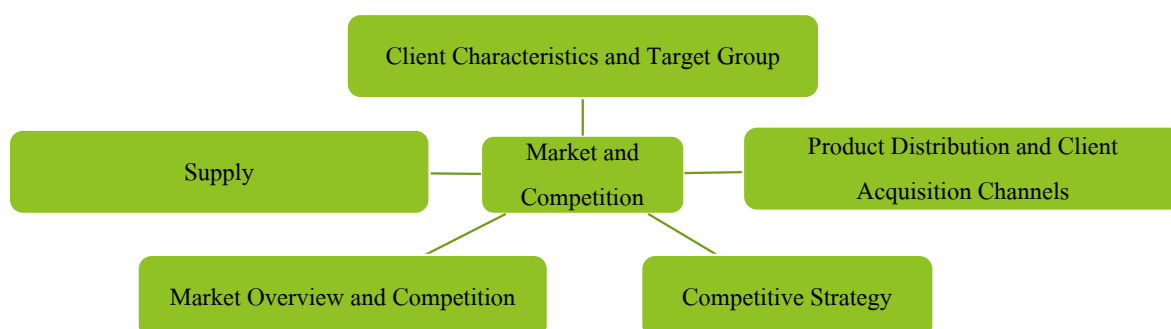 Client Characteristics and Target Group
Supply
Market and
Competition
Product Distribution and Client
Acquisition Channels
Market Overview and Competition
Competitive Strategy